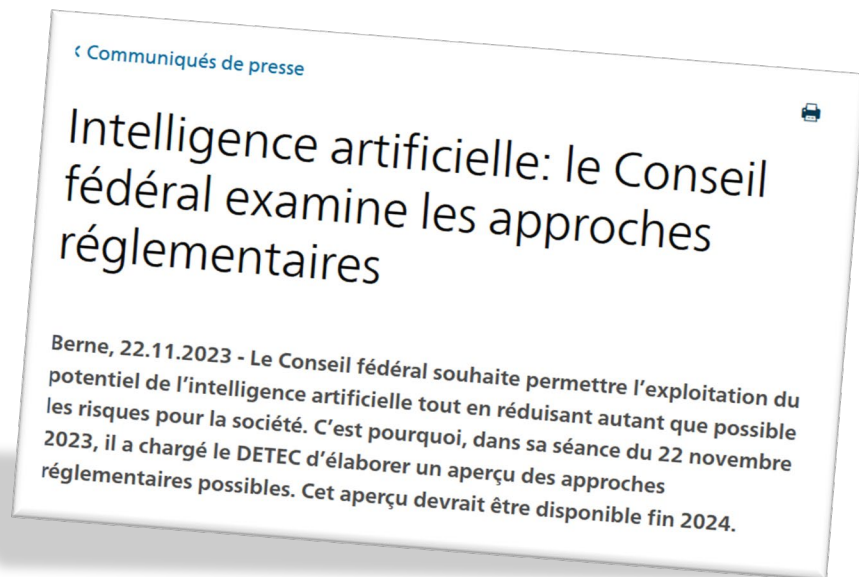 ‹ Communiqués de presse
Intelligence artificielle: le Conseil
fédéral examine les approches
réglementaires
Berne, 22.11.2023 - Le Conseil fédéral souhaite permettre l'exploitation du
potentiel de l'intelligence artificielle tout en réduisant autant que possible
les risques pour la société. C'est pourquoi, dans sa séance du 22 novembre
2023, il a chargé le DETEC d'élaborer un aperçu des approches
réglementaires possibles. Cet aperçu devrait être disponible fin 2024.